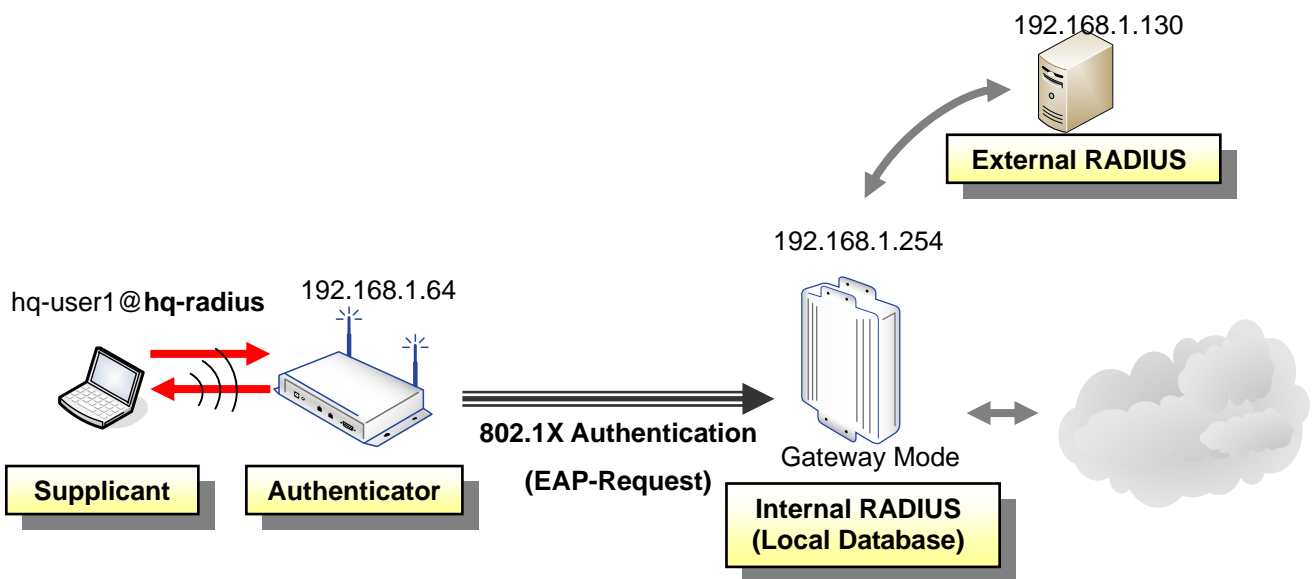 192.168.1.130
External RADIUS
192.168.1.254
hq-user1@hq-radius
192.168.1.64
802.1X Authentication
(EAP-Request)
Gateway Mode
Supplicant
Authenticator
Internal RADIUS
(Local Database)